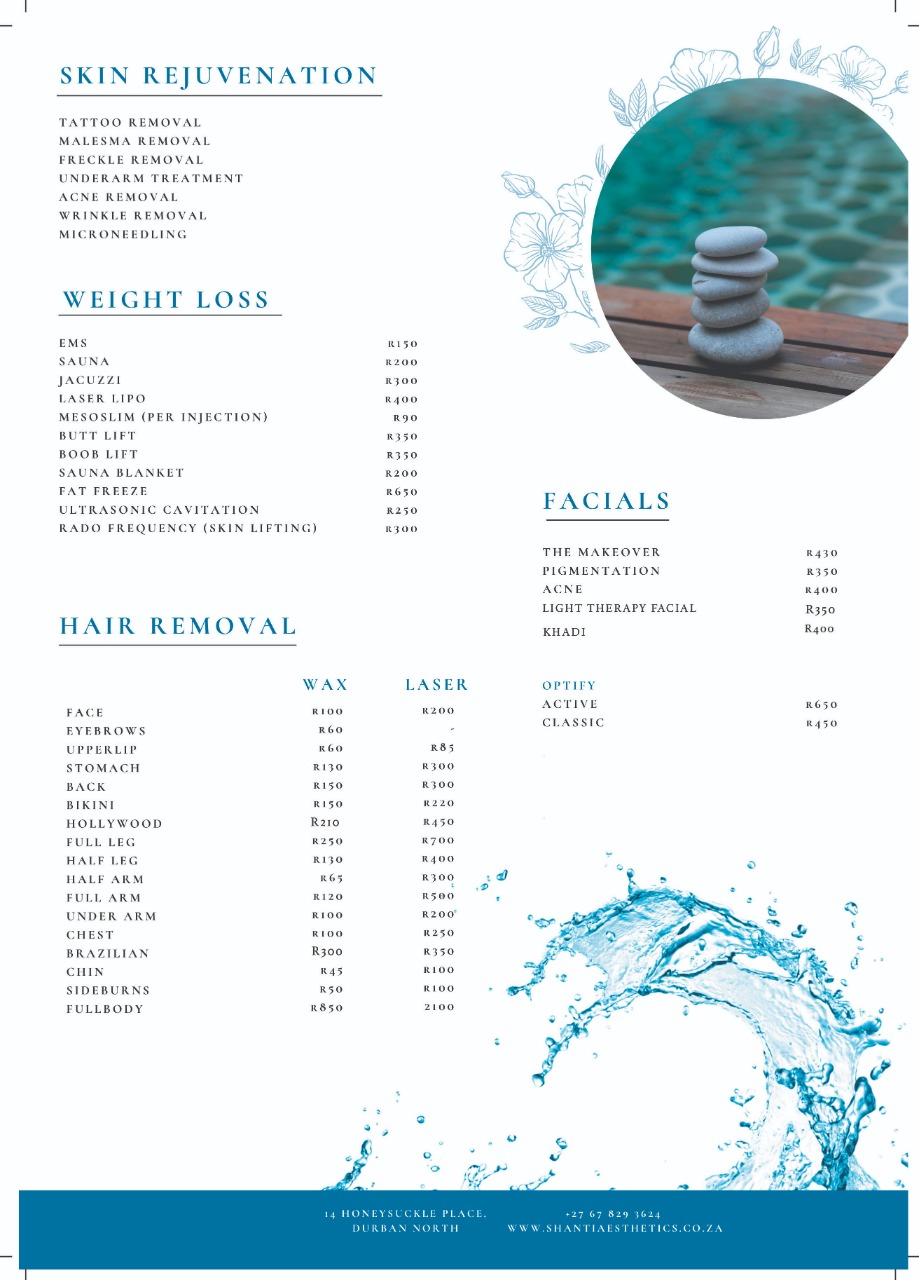 SKIN REJUVENATION
TATTOO REMOVAL
MALESMA REMOVAL
FRECKLE REMOVAL
UNDERARM TREATMENT
ACNE REMOVAL
WRINKLE REMOVAL
MICRONEEDLING
WEIGHT LOSS
EMS R150
SAUNA R200
JACUZZI R300
LASER LIPO R400
MESOSLIM (PER INJECTION) R90
BUTT LIFT R350
BOOB LIFT R350
SAUNA BLANKET R200
FAT FREEZE R650
ULTRASONIC CAVITATION R250
RADO FREQUENCY (SKIN LIFTING) R300
FACIALS
THE MAKEOVER R430
PIGMENTATION R350
ACNE R400
LIGHT THERAPY FACIAL R350
KHADI R400
OPTIFY
ACTIVE R650
CLASSIC R450
HAIR REMOVAL
WAX LASER
FACE R100 R200
EYEBROWS R60 -
UPPERLIP R60 R85
STOMACH R130 R300
BACK R150 R300
BIKINI R150 R220
HOLLYWOOD R210 R450
FULL LEG R250 R700
HALF LEG R130 R400
HALF ARM R65 R300
FULL ARM R120 R500
UNDER ARM R100 R200
CHEST R100 R250
BRAZILIAN R300 R350
CHIN R45 R100
SIDEBURNS R50 R100
FULLBODY R850 2100
14 HONEYSUCKLE PLACE,
DURBAN NORTH
+27 67 829 3624
WWW.SHANTIAESTHETICS.CO.ZA